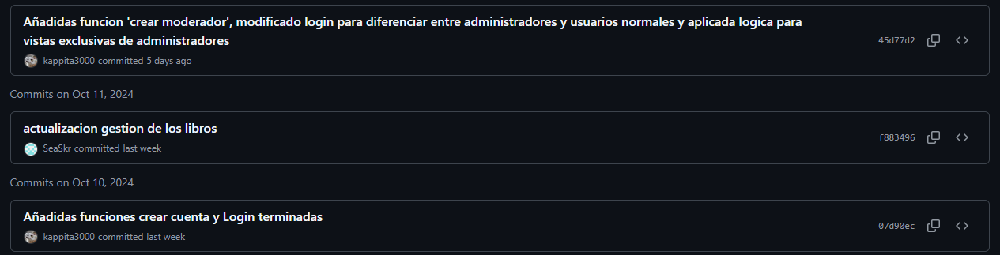 Añadidas funcion 'crear moderador', modificado login para diferenciar entre administradores y usuarios normales y aplicada logica para
vistas exclusivas de administradores
45d77d2
kappita3000 committed 5 days ago
Commits on Oct 11, 2024
actualizacion gestion de los libros
f883496
SeaSkr committed last week
Commits on Oct 10, 2024
Añadidas funciones crear cuenta y Login terminadas
07d90ec
kappita3000 committed last week